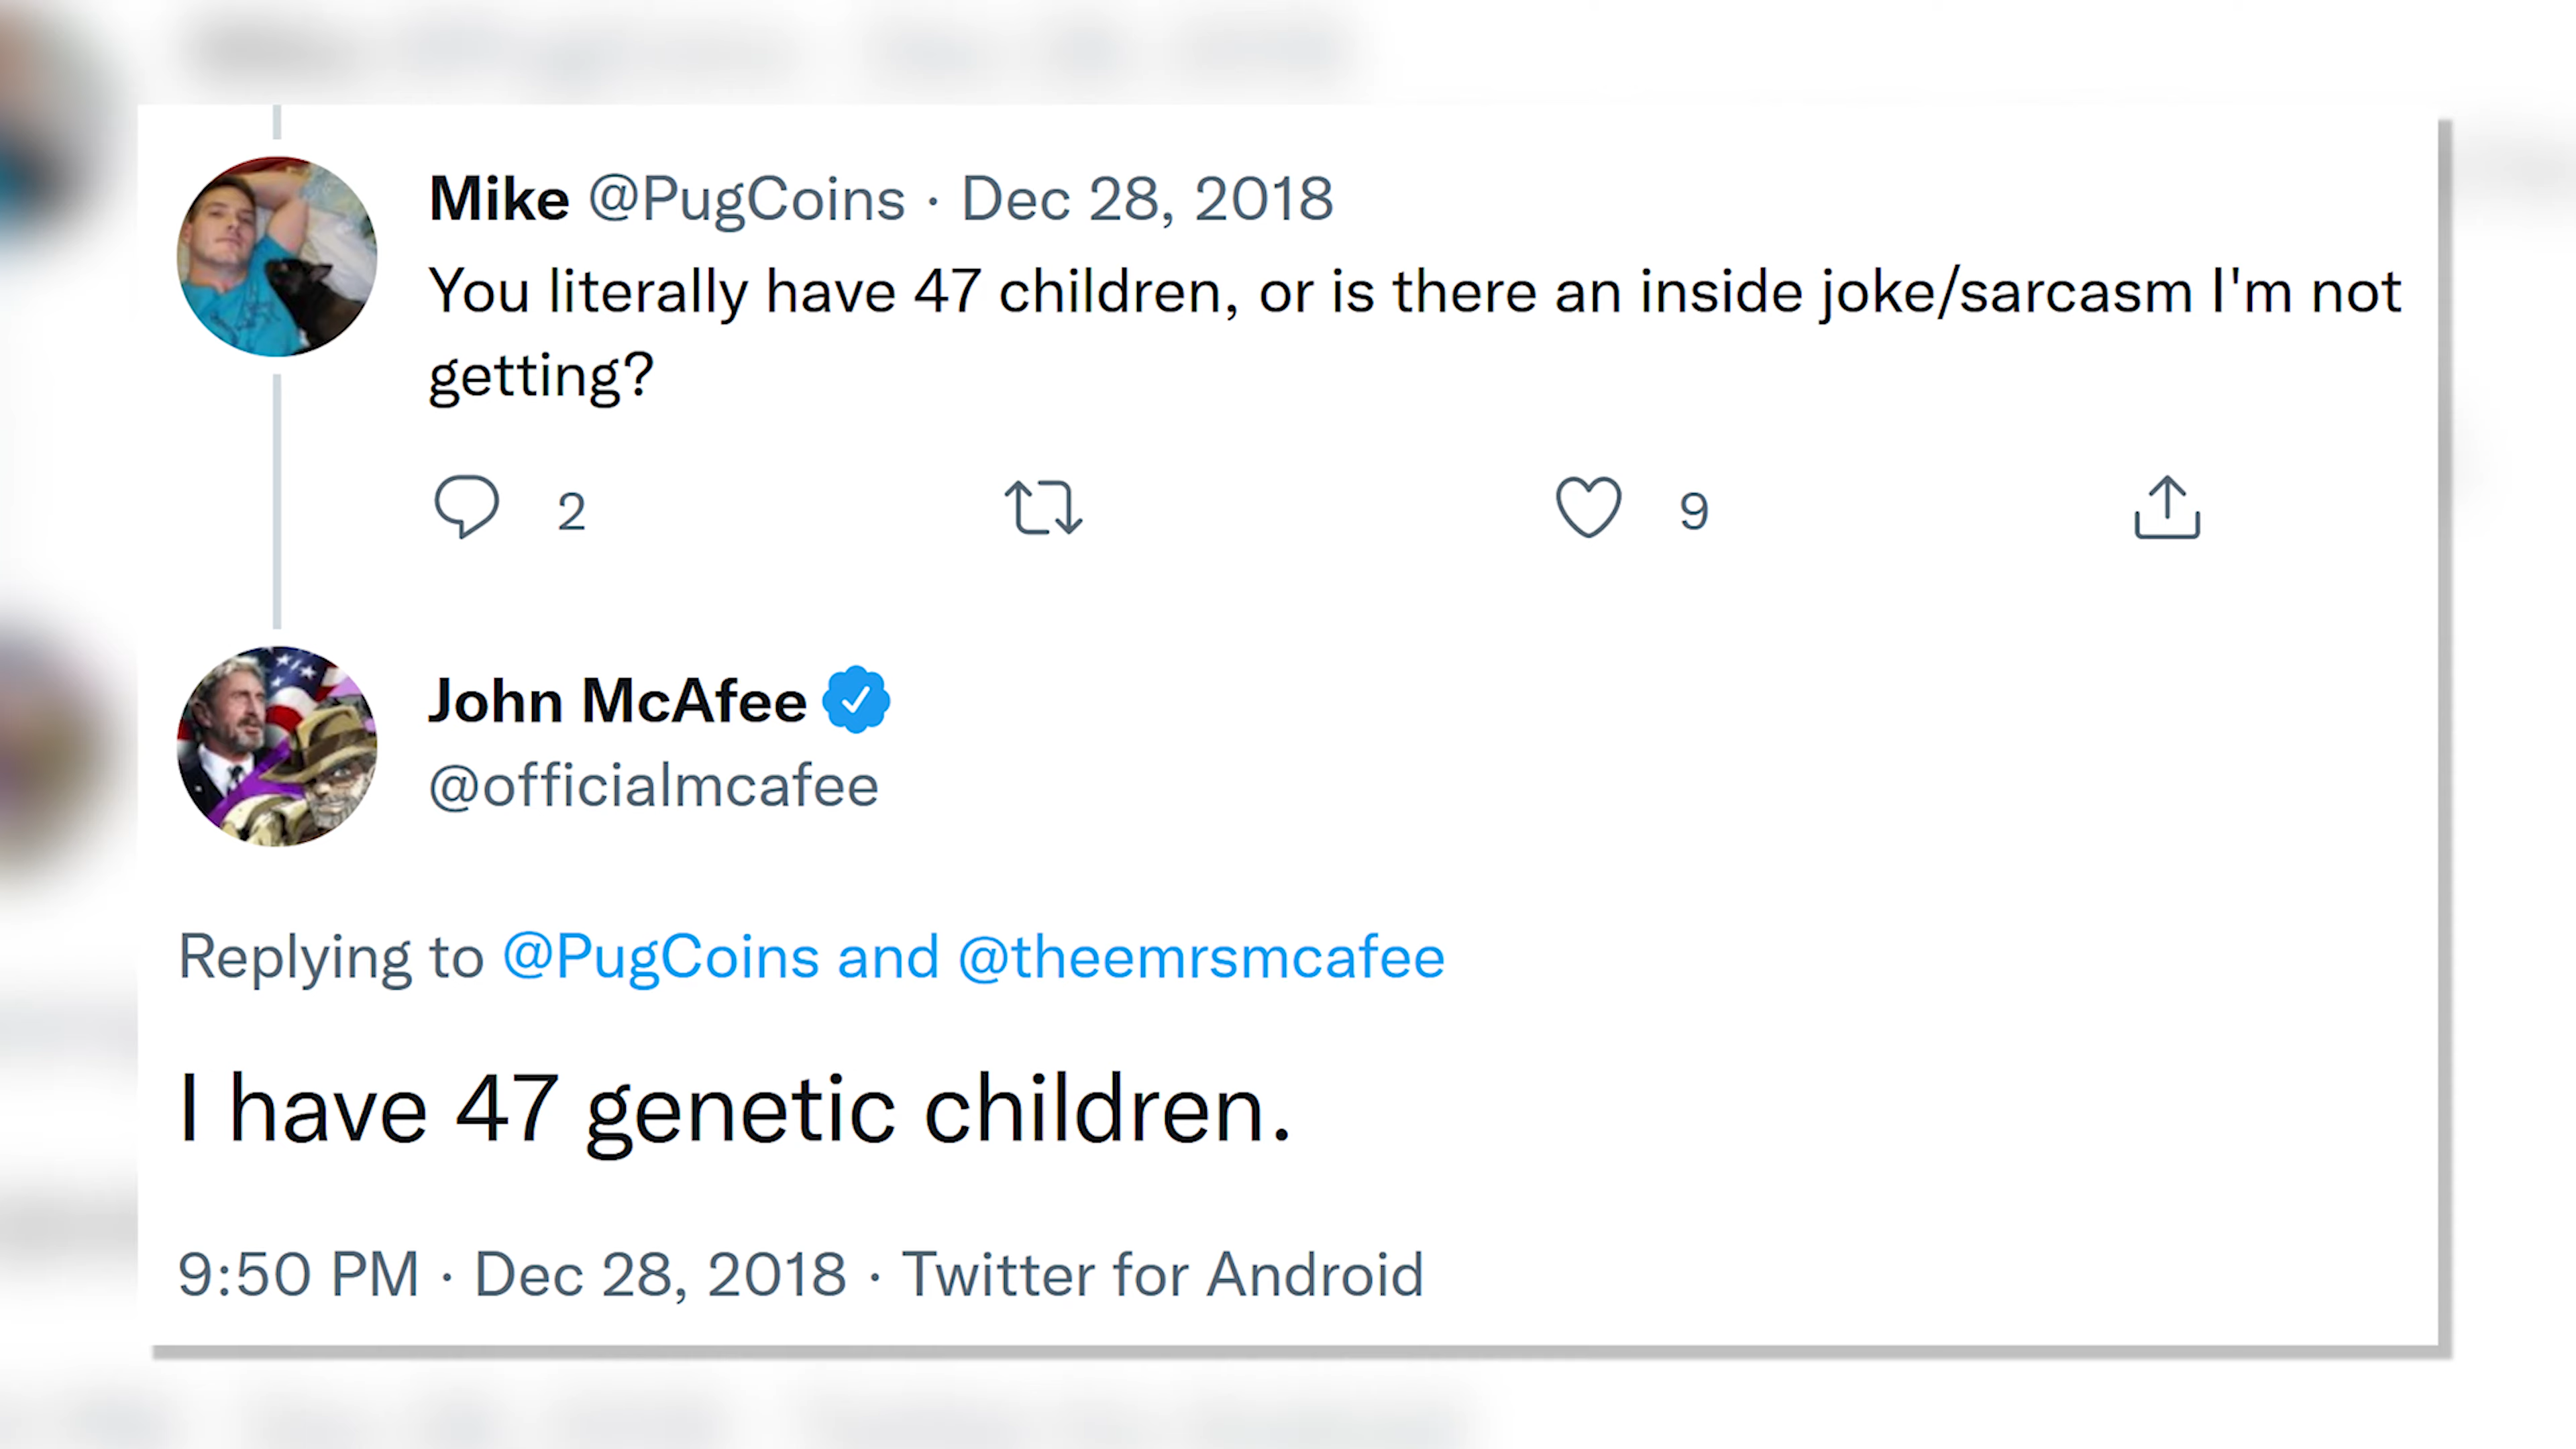 Mike @PugCoins · Dec 28, 2018
You literally have 47 children, or is there an inside joke/sarcasm I'm not
getting?
2 9
John McAfee
@officialmcafee
Replying to @PugCoins and @theemrsmcafee
I have 47 genetic children.
9:50 PM · Dec 28, 2018 · Twitter for Android